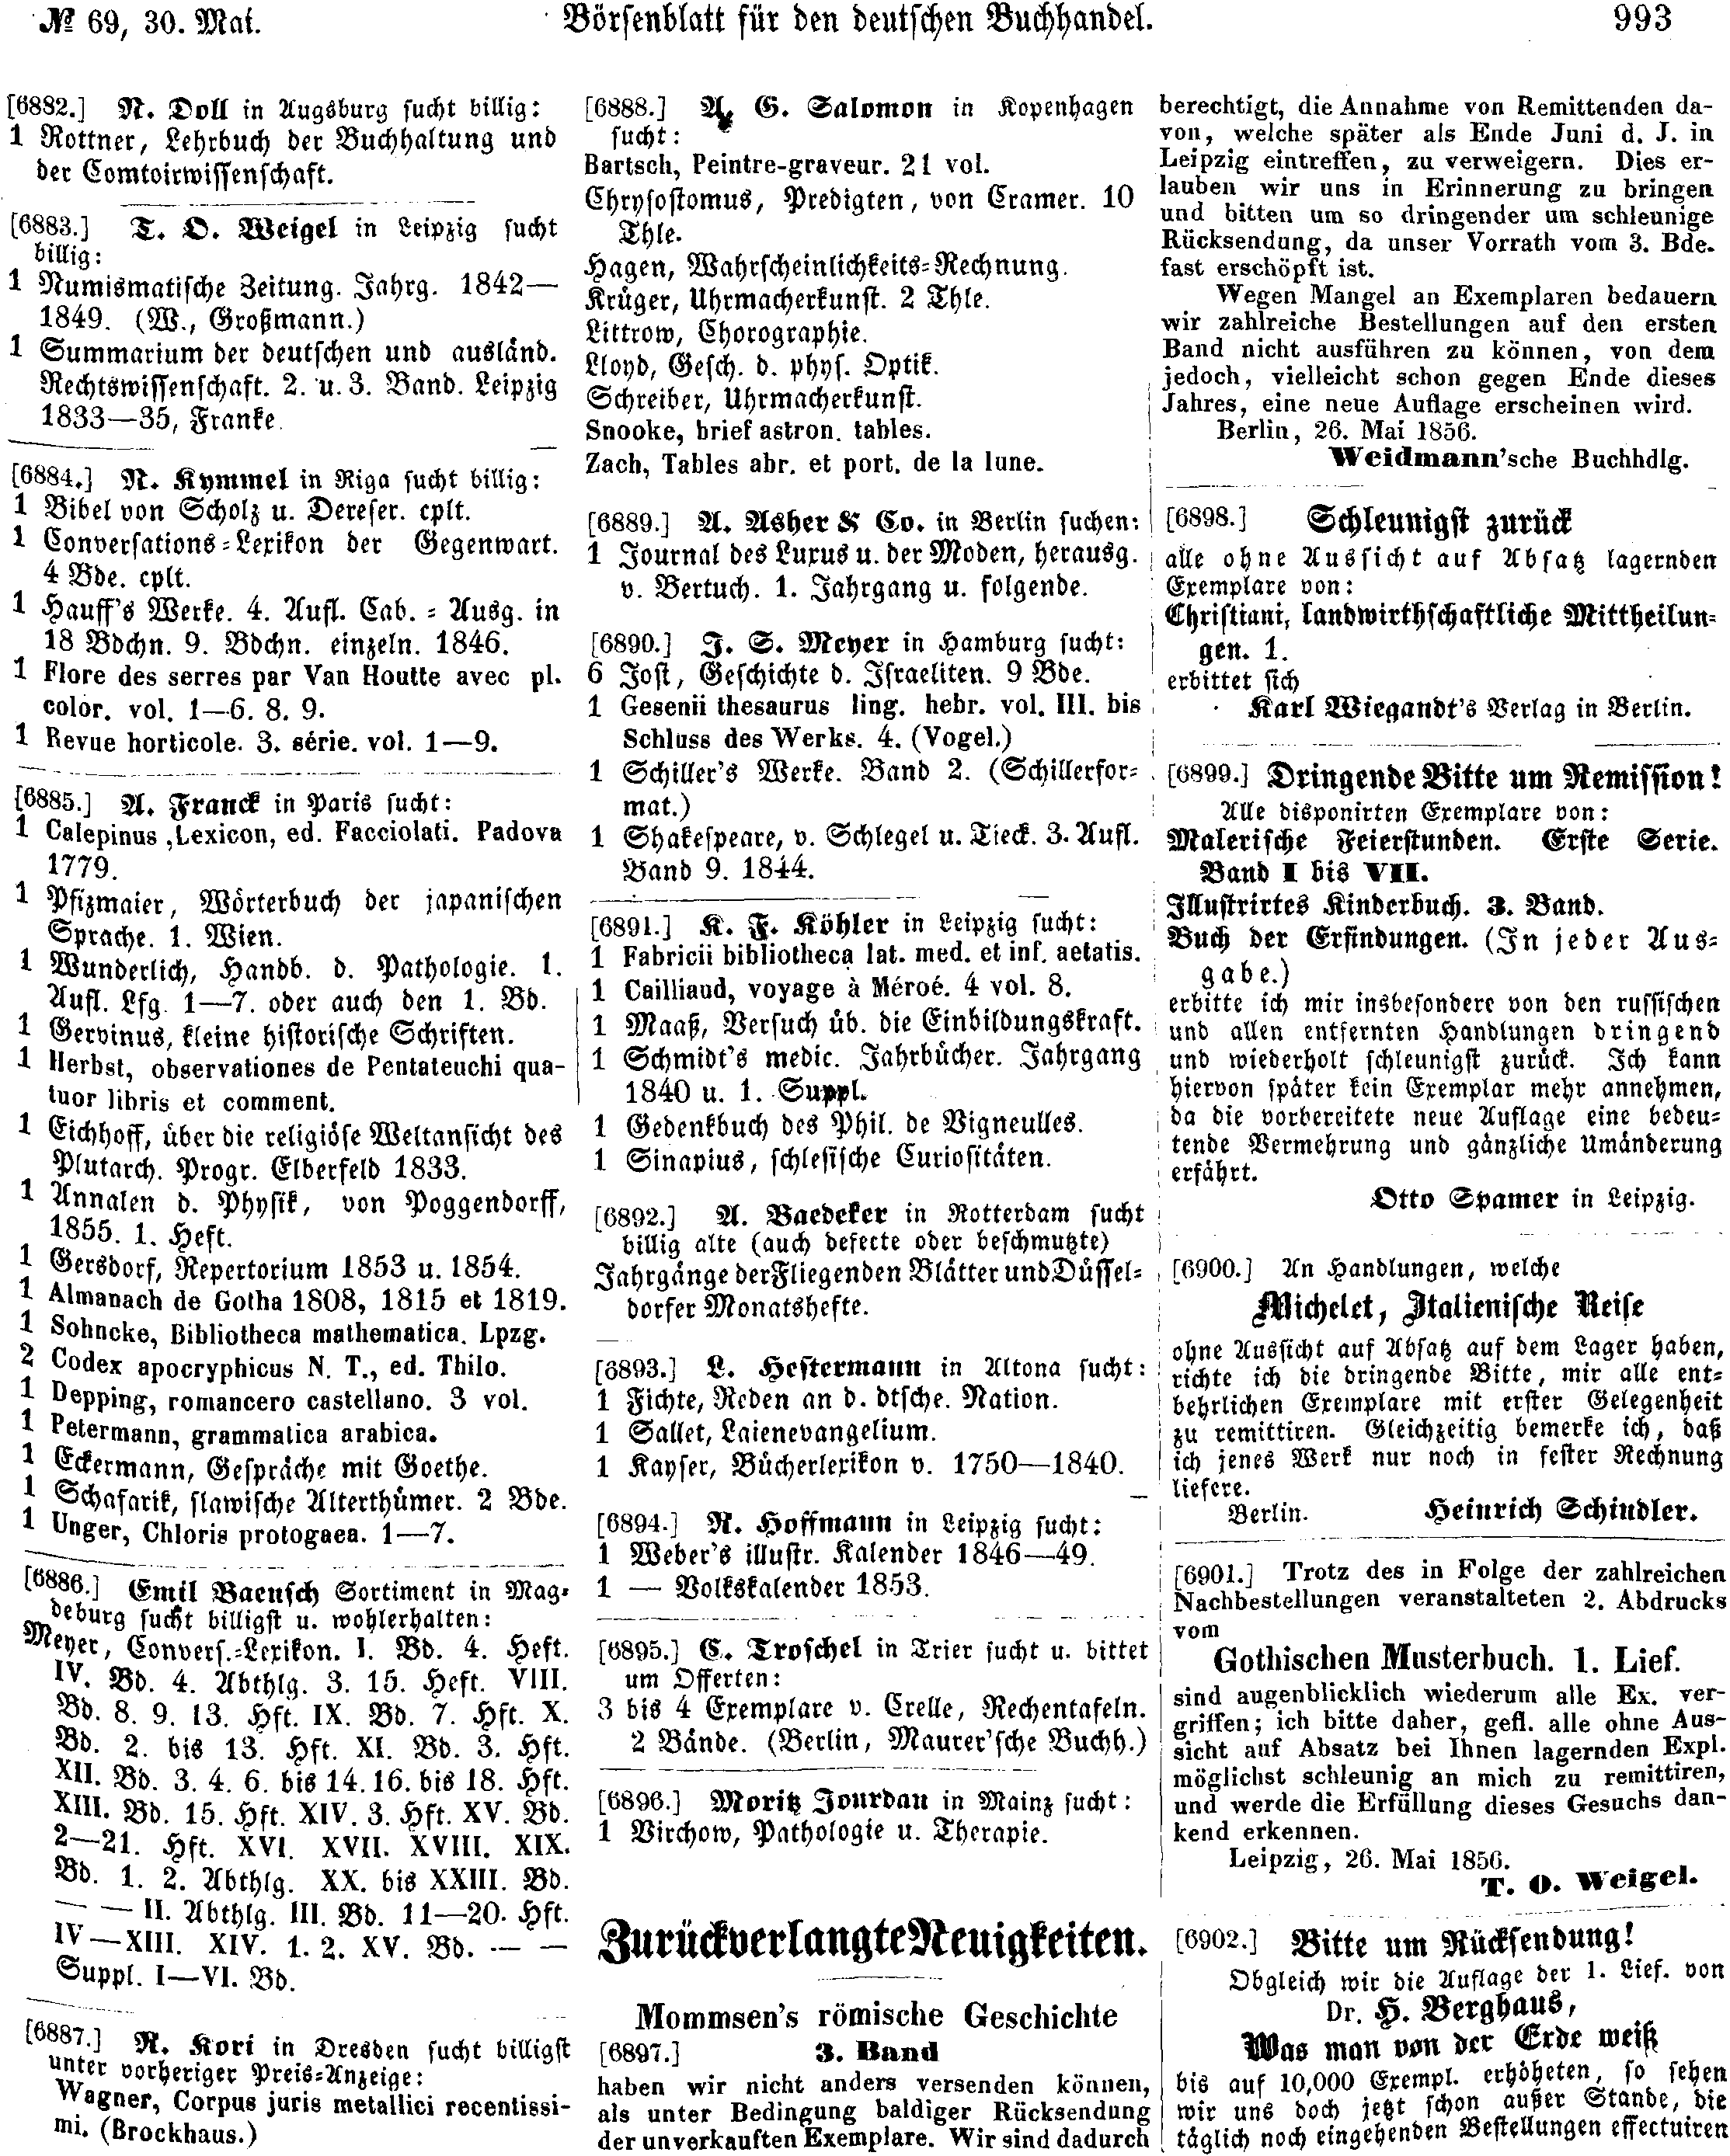 № 69, 30. Mai.
Börsenblatt für den deutschen Buchhandel.
993
[6882.] N. Doll in Augsburg sucht billig:
1 Rottner, Lehrbuch der Buchhaltung und
der Comtoirwissenschaft.
[6883.] T. O. Weigel in Leipzig sucht
billig:
1 Numismatische Zeitung. Jahrg. 1842—
1849. (W., Großmann.)
1 Summarium der deutschen und ausländ.
Rechtswissenschaft. 2. u. 3. Band. Leipzig
1833—35, Franke.
[6884.] N. Kymmel in Riga sucht billig:
1 Bibel von Scholz u. Dereser. cplt.
1 Conversations-Lexikon der Gegenwart.
4 Bde. cplt.
1 Hauff's Werke. 4. Aufl. Cab.-Ausg. in
18 Bdchn. 9. Bdchn. einzeln. 1846.
1 Flore des serres par Van Houtte avec pl.
color. vol. 1—6. 8. 9.
1 Revue horticole. 3. série. vol. 1—9.
[6885.] A. Franck in Paris sucht:
1 Calepinus, Lexicon, ed. Facciolati. Padova
1779.
1 Pfizmaier, Wörterbuch der japanischen
Sprache. 1. Wien.
1 Wunderlich, Handb. d. Pathologie. 1.
Aufl. Lfg. 1—7. oder auch den 1. Bd.
1 Gervinus, kleine historische Schriften.
1 Herbst, observationes de Pentateuchi qua-
tuor libris et comment.
1 Eichhoff, über die religiöse Weltansicht des
Plutarch. Progr. Elberfeld 1833.
1 Annalen d. Physik, von Poggendorff,
1855. 1. Heft.
1 Gersdorf, Repertorium 1853 u. 1854.
1 Almanach de Gotha 1808, 1815 et 1819.
1 Sohncke, Bibliotheca mathematica. Lpzg.
2 Codex apocryphicus N. T., ed. Thilo.
1 Depping, romancero castellano. 3 vol.
1 Petermann, grammatica arabica.
1 Eckermann, Gespräche mit Goethe.
1 Schafarik, slawische Alterthümer. 2 Bde.
1 Unger, Chloris protogaea. 1—7.
[6886.] Emil Baensch Sortiment in Mag-
deburg sucht billigst u. wohlerhalten:
Meyer, Convers.-Lexikon. I. Bd. 4. Heft.
IV. Bd. 4. Abthlg. 3. 15. Heft. VIII.
Bd. 8. 9. 13. Hft. IX. Bd. 7. Hft. X.
Bd. 2. bis 13. Hft. XI. Bd. 3. Hft.
XII. Bd. 3. 4. 6. bis 14. 16. bis 18. Hft.
XIII. Bd. 15. Hft. XIV. 3. Hft. XV. Bd.
2—21. Hft. XVI. XVII. XVIII. XIX.
Bd. 1. 2. Abthlg. XX. bis XXIII. Bd.
— — II. Abthlg. III. Bd. 11—20. Hft.
IV—XIII. XIV. 1. 2. XV. Bd. — —
Suppl. I—VI. Bd.
[6887.] R. Kori in Dresden sucht billigst
unter vorheriger Preis-Anzeige:
Wagner, Corpus juris metallici recentissi-
mi. (Brockhaus.)
[6888.] A. G. Salomon in Kopenhagen
sucht:
Bartsch, Peintre-graveur. 21 vol.
Chrysostomus, Predigten, von Cramer. 10
Thle.
Hagen, Wahrscheinlichkeits-Rechnung.
Krüger, Uhrmacherkunst. 2 Thle.
Littrow, Chorographie.
Lloyd, Gesch. d. phys. Optik.
Schreiber, Uhrmacherkunst.
Snooke, brief astron. tables.
Zach, Tables abr. et port. de la lune.
[6889.] A. Asher & Co. in Berlin suchen:
1 Journal des Luxus u. der Moden, herausg.
v. Bertuch. 1. Jahrgang u. folgende.
[6890.] J. S. Meyer in Hamburg sucht:
6 Jost, Geschichte d. Israeliten. 9 Bde.
1 Gesenii thesaurus ling. hebr. vol. III. bis
Schluss des Werks. 4. (Vogel.)
1 Schiller's Werke. Band 2. (Schillerfor-
mat.)
1 Shakespeare, v. Schlegel u. Tieck. 3. Aufl.
Band 9. 1844.
[6891.] K. F. Köhler in Leipzig sucht:
1 Fabricii bibliotheca lat. med. et inf. aetatis.
1 Cailliaud, voyage à Méroé. 4 vol. 8.
1 Maaß, Versuch üb. die Einbildungskraft.
1 Schmidt's medic. Jahrbücher. Jahrgang
1840 u. 1. Suppl.
1 Gedenkbuch des Phil. de Vigneulles.
1 Sinapius, schlesische Curiositäten.
[6892.] A. Baedeker in Rotterdam sucht
billig alte (auch defecte oder beschmutzte)
Jahrgänge der Fliegenden Blätter und Düssel-
dorfer Monatshefte.
[6893.] L. Hestermann in Altona sucht:
1 Fichte, Reden an d. dtsche. Nation.
1 Sallet, Laienevangelium.
1 Kayser, Bücherlexikon v. 1750—1840.
[6894.] R. Hoffmann in Leipzig sucht:
1 Weber's illustr. Kalender 1846—49.
1 — Volkskalender 1853.
[6895.] C. Troschel in Trier sucht u. bittet
um Offerten:
3 bis 4 Exemplare v. Crelle, Rechentafeln.
2 Bände. (Berlin, Maurer'sche Buchh.)
[6896.] Moritz Jourdan in Mainz sucht:
1 Virchow, Pathologie u. Therapie.
Zurückverlangte Neuigkeiten.
Mommsen's römische Geschichte
[6897.] 3. Band
haben wir nicht anders versenden können,
als unter Bedingung baldiger Rücksendung
der unverkauften Exemplare. Wir sind dadurch
berechtigt, die Annahme von Remittenden da-
von, welche später als Ende Juni d. J. in
Leipzig eintreffen, zu verweigern. Dies er-
lauben wir uns in Erinnerung zu bringen
und bitten um so dringender um schleunige
Rücksendung, da unser Vorrath vom 3. Bde.
fast erschöpft ist.
Wegen Mangel an Exemplaren bedauern
wir zahlreiche Bestellungen auf den ersten
Band nicht ausführen zu können, von dem
jedoch, vielleicht schon gegen Ende dieses
Jahres, eine neue Auflage erscheinen wird.
Berlin, 26. Mai 1856.
Weidmann'sche Buchhdlg.
[6898.] Schleunigst zurück
alle ohne Aussicht auf Absatz lagernden
Exemplare von:
Christiani, landwirthschaftliche Mittheilun-
gen. 1.
erbittet sich
Karl Wiegandt's Verlag in Berlin.
[6899.] Dringende Bitte um Remission!
Alle disponirten Exemplare von:
Malerische Feierstunden. Erste Serie.
Band I bis VII.
Illustrirtes Kinderbuch. 3. Band.
Buch der Erfindungen. (In jeder Aus-
gabe.)
erbitte ich mir insbesondere von den russischen
und allen entfernten Handlungen dringend
und wiederholt schleunigst zurück. Ich kann
hiervon später kein Exemplar mehr annehmen,
da die vorbereitete neue Auflage eine bedeu-
tende Vermehrung und gänzliche Umänderung
erfährt.
Otto Spamer in Leipzig.
[6900.] An Handlungen, welche
Michelet, Italienische Reise
ohne Aussicht auf Absatz auf dem Lager haben,
richte ich die dringende Bitte, mir alle ent-
behrlichen Exemplare mit erster Gelegenheit
zu remittiren. Gleichzeitig bemerke ich, daß
ich jenes Werk nur noch in fester Rechnung
liefere.
Berlin. Heinrich Schindler.
[6901.] Trotz des in Folge der zahlreichen
Nachbestellungen veranstalteten 2. Abdrucks
vom
Gothischen Musterbuch. 1. Lief.
sind augenblicklich wiederum alle Ex. ver-
griffen; ich bitte daher, gefl. alle ohne Aus-
sicht auf Absatz bei Ihnen lagernden Expl.
möglichst schleunig an mich zu remittiren,
und werde die Erfüllung dieses Gesuchs dan-
kend erkennen.
Leipzig, 26. Mai 1856.
T. O. Weigel.
[6902.] Bitte um Rücksendung!
Obgleich wir die Auflage der 1. Lief. von
Dr. H. Berghaus,
Was man von der Erde weiß
bis auf 10,000 Exempl. erhöheten, so sehen
wir uns doch jetzt schon außer Stande, die
täglich noch eingehenden Bestellungen effectuiren